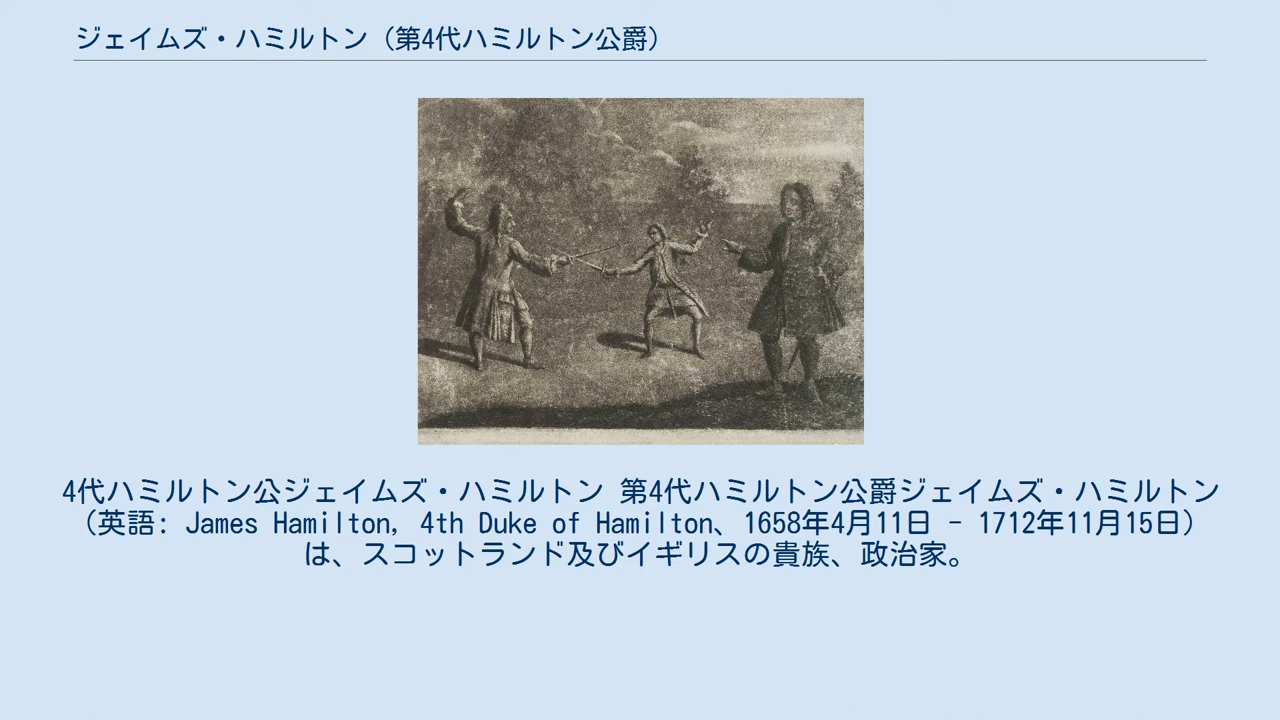 ジェイムズ・ハミルトン（第4代ハミルトン公爵）
4代ハミルトン公ジェイムズ・ハミルトン 第4代ハミルトン公爵ジェイムズ・ハミルトン
（英語: James Hamilton, 4th Duke of Hamilton、1658年4月11日 – 1712年11月15日）
は、スコットランド及びイギリスの貴族、政治家。